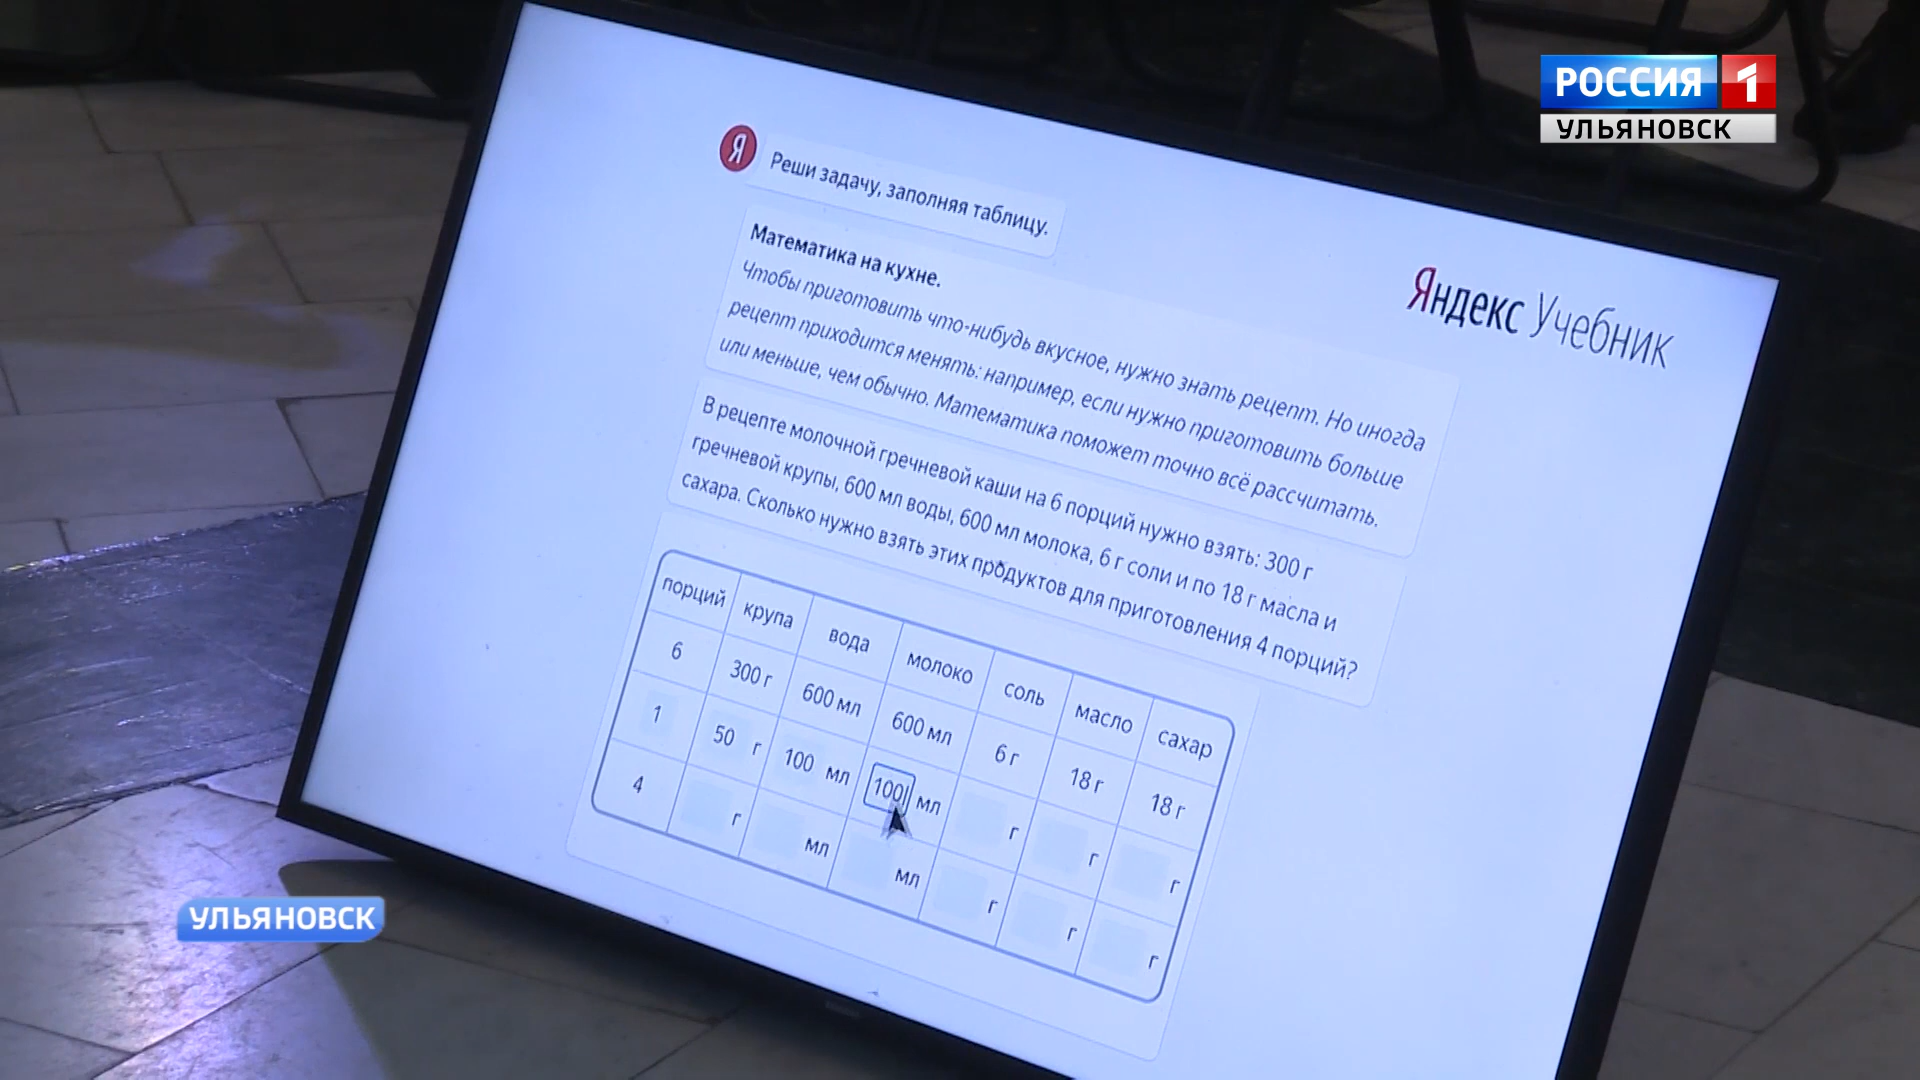 РОССИЯ 1
УЛЬЯНОВСК
Я
Реши задачу, заполняя таблицу.
Яндекс Учебник
Математика на кухне.
Чтобы приготовить что-нибудь вкусное, нужно знать рецепт. Но иногда
рецепт приходится менять: например, если нужно приготовить больше
или меньше, чем обычно. Математика поможет точно всё рассчитать.
В рецепте молочной гречневой каши на 6 порций нужно взять: 300 г
гречневой крупы, 600 мл воды, 600 мл молока, 6 г соли и по 18 г масла и
сахара. Сколько нужно взять этих продуктов для приготовления 4 порций?
порций крупа вода молоко соль масло сахар
6 300 г 600 мл 600 мл 6 г 18 г 18 г
1 50 г 100 мл 100 мл г г г
4 г мл мл г г г
УЛЬЯНОВСК